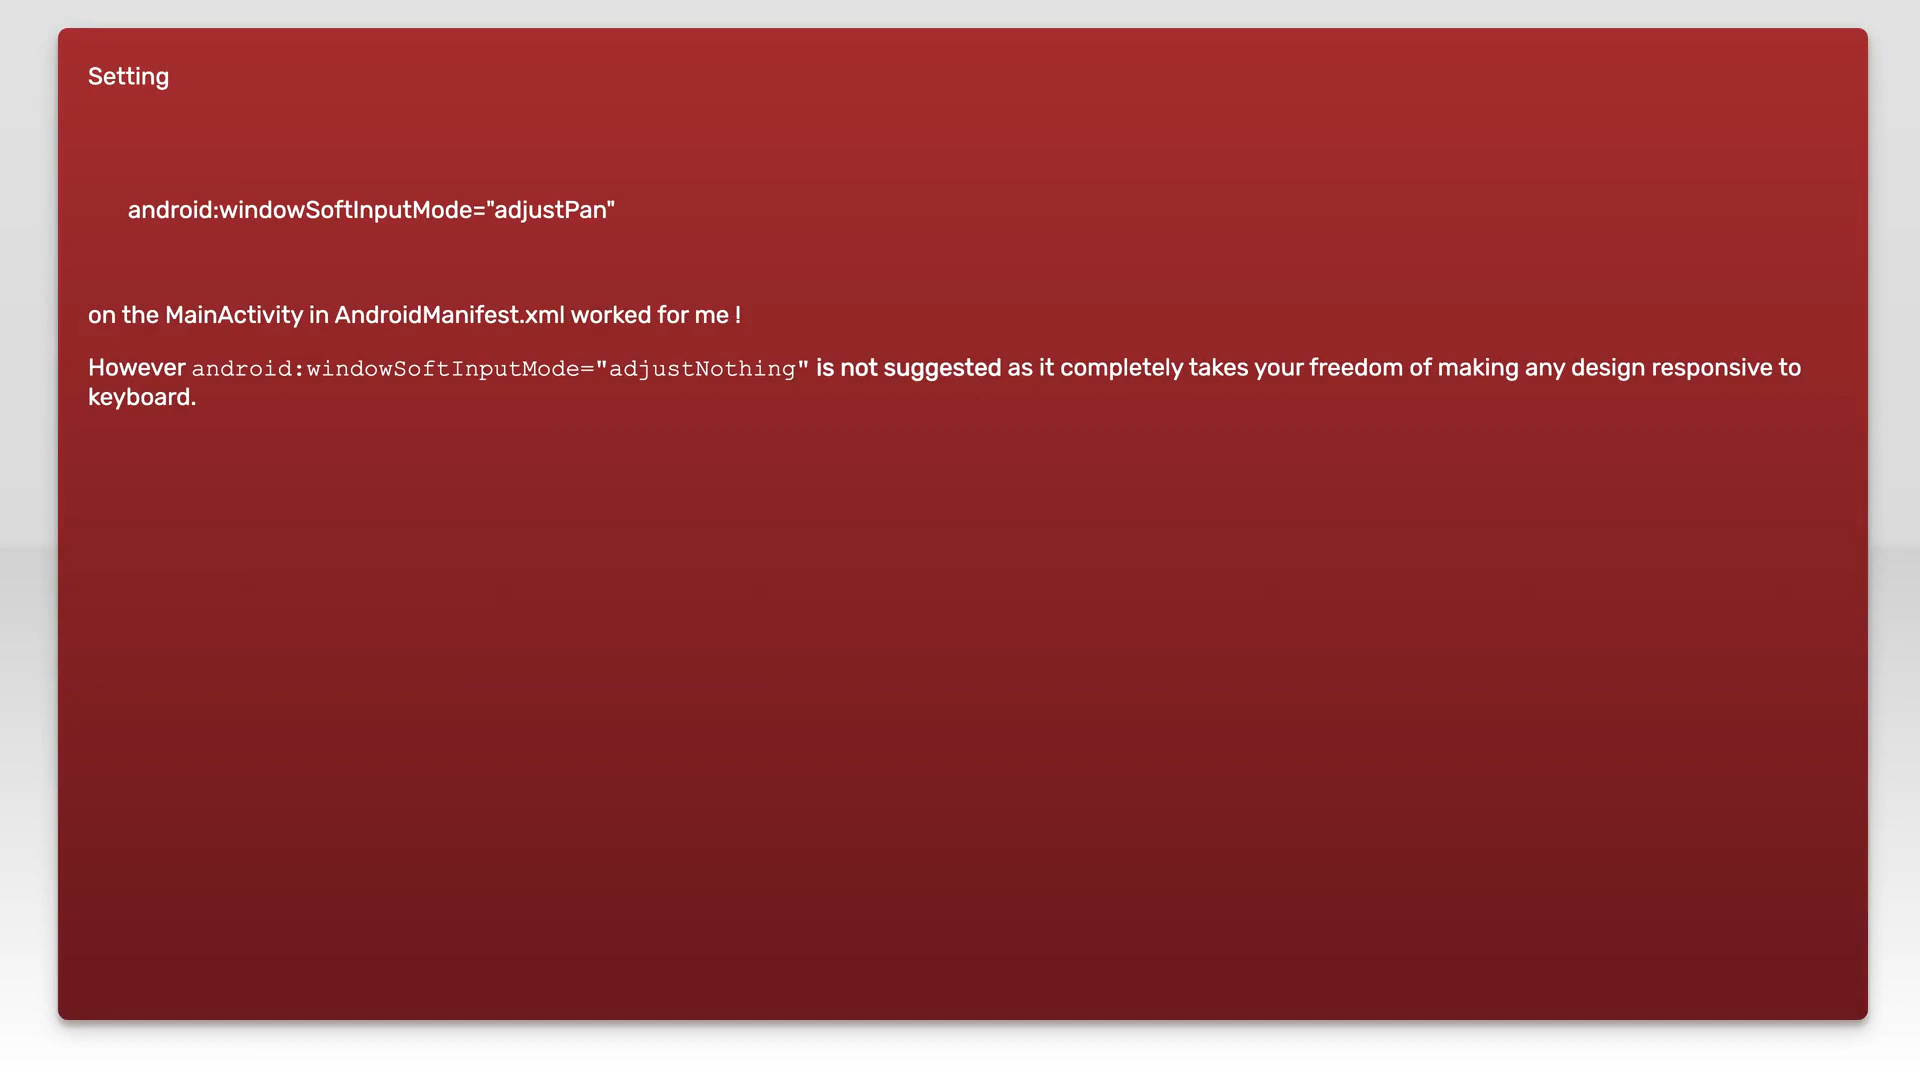 Setting
android:windowSoftInputMode="adjustPan"
on the MainActivity in AndroidManifest.xml worked for me !
However android:windowSoftInputMode="adjustNothing" is not suggested as it completely takes your freedom of making any design responsive to
keyboard.